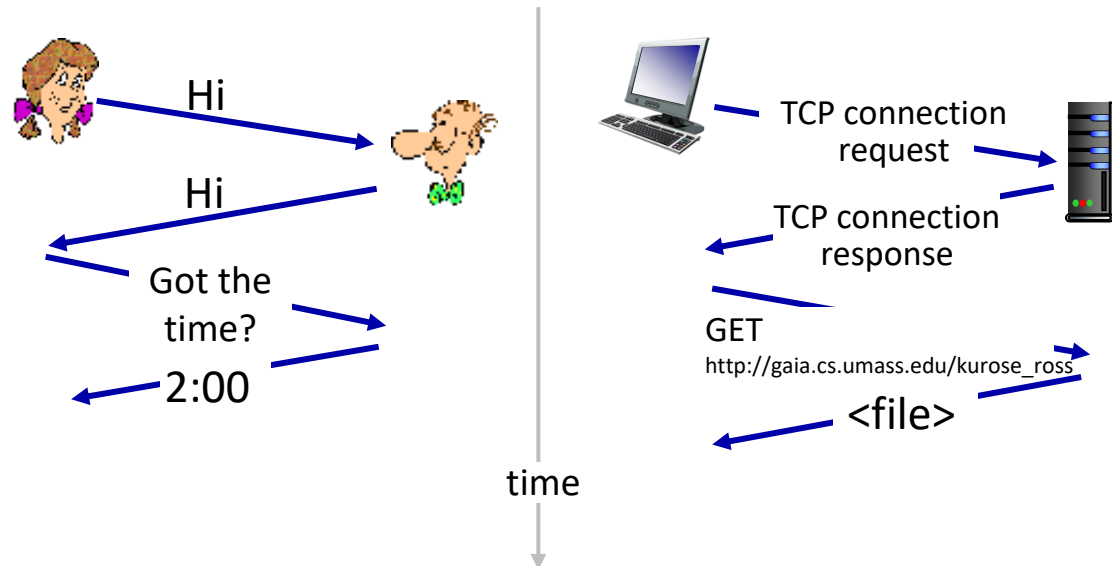 Hi
Hi
Got the
time?
2:00
TCP connection
request
TCP connection
response
GET
http://gaia.cs.umass.edu/kurose_ross
<file>
time